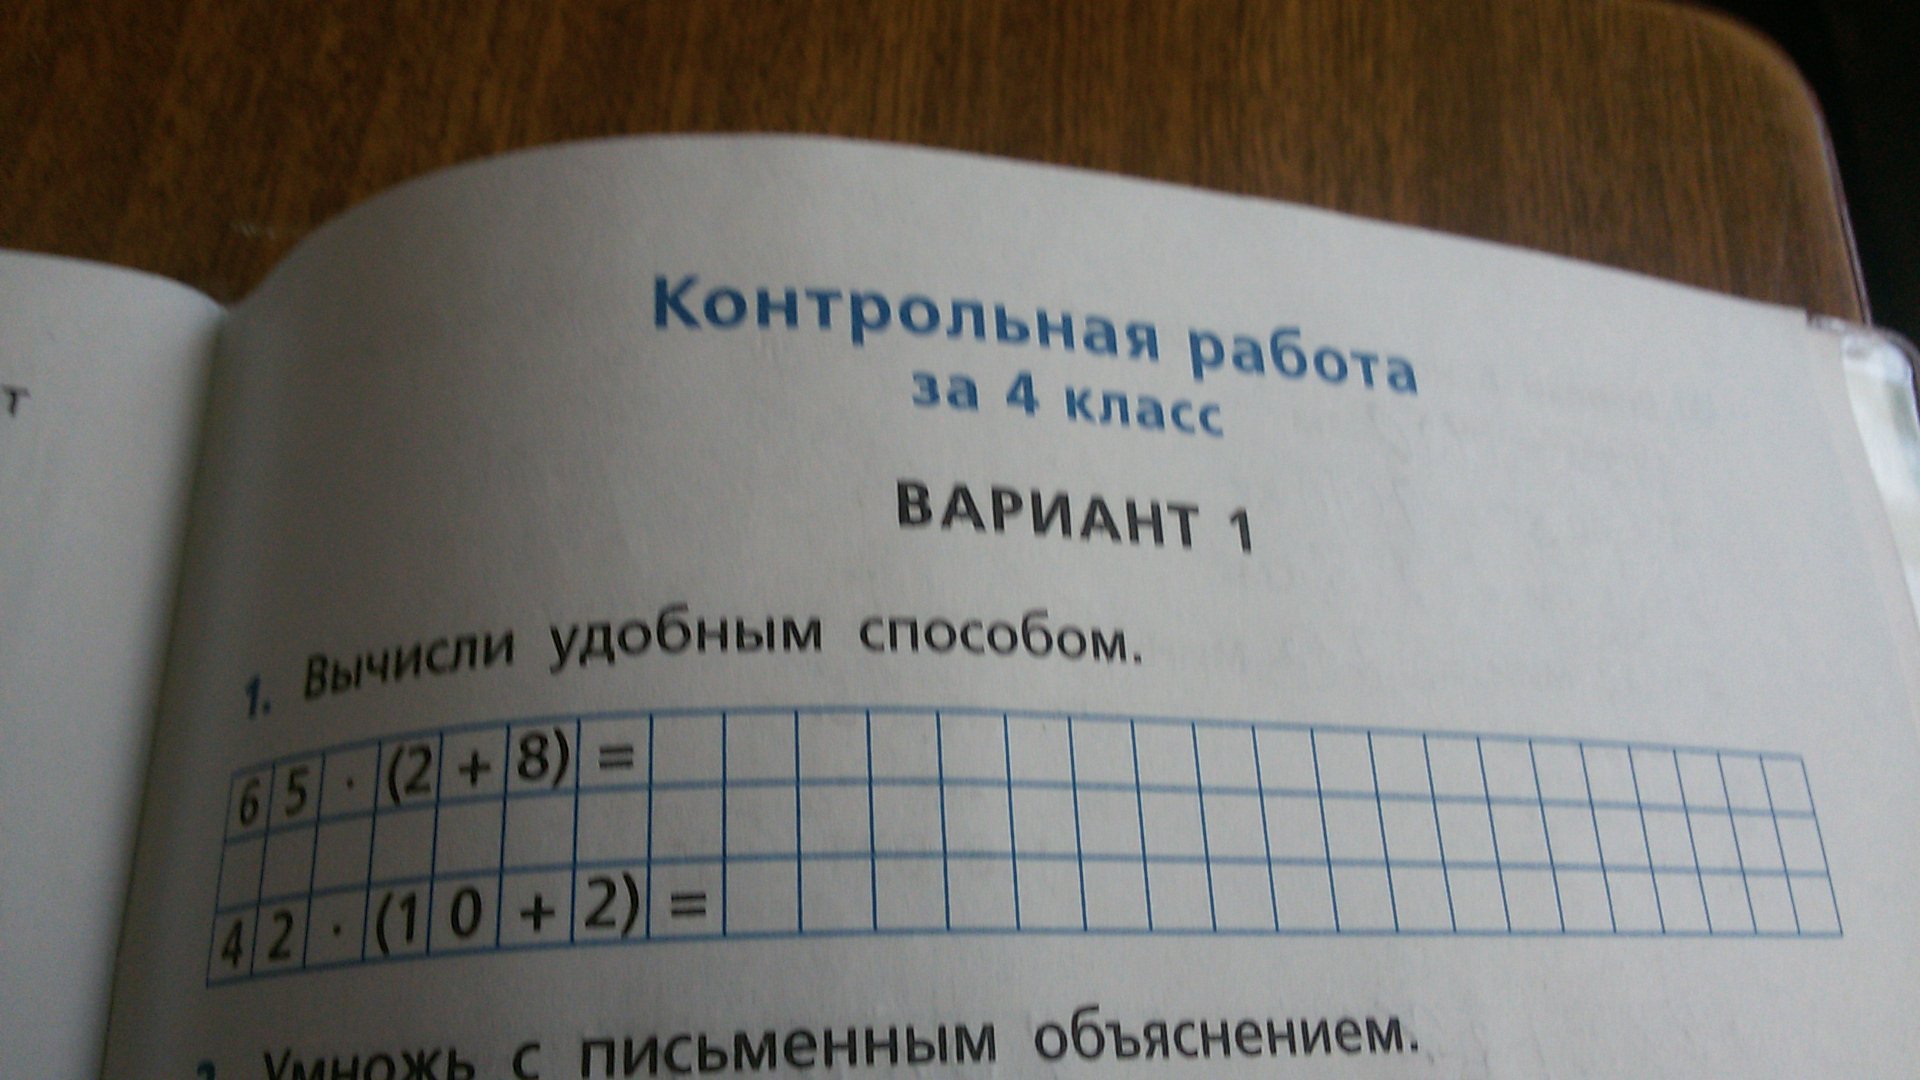 т
Контрольная работа
за 4 класс
ВАРИАНТ 1
1. Вычисли удобным способом.
65 · (2 + 8) =
42 · (10 + 2) =
2. Умножь с письменным объяснением.